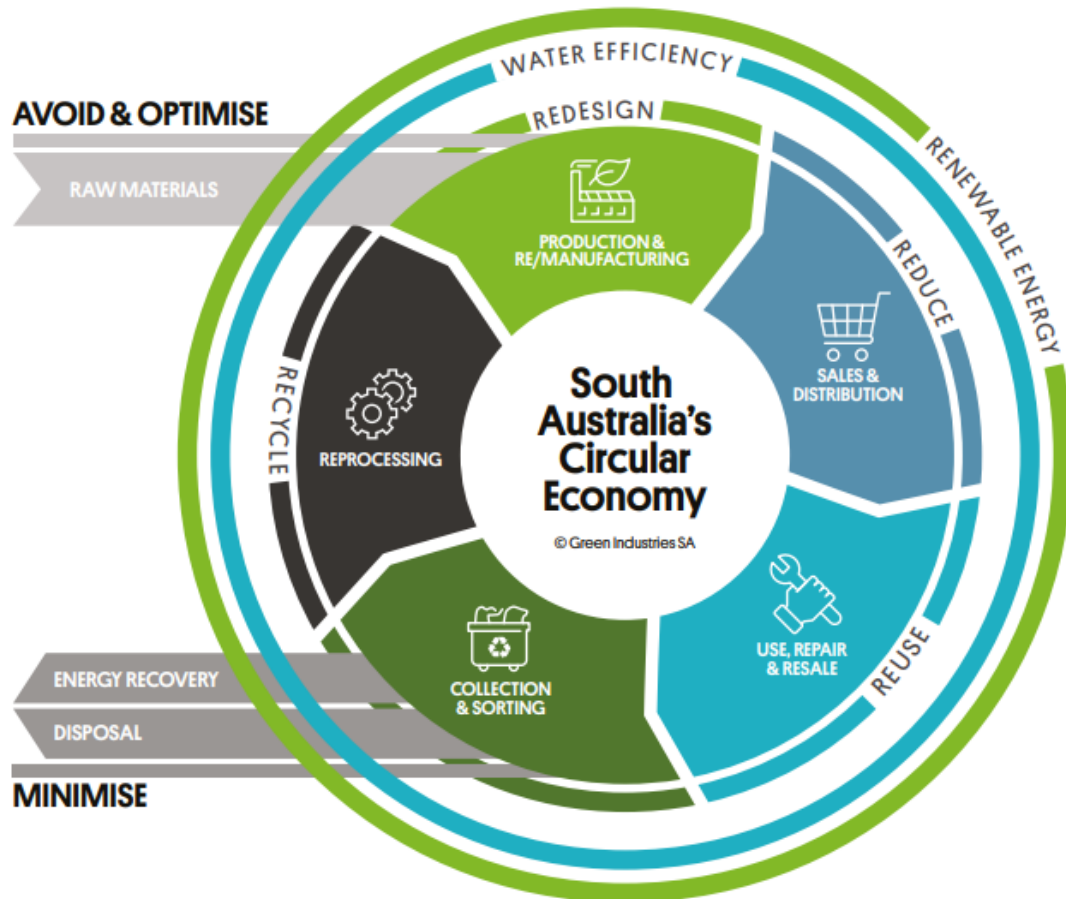 WATER EFFICIENCY
AVOID & OPTIMISE
REDESIGN
RENEWABLE ENERGY
RAW MATERIALS
PRODUCTION &
RE/MANUFACTURING
REDUCE
SALES &
DISTRIBUTION
RECYCLE
REPROCESSING
South
Australia's
Circular
Economy
© Green Industries SA
USE, REPAIR
& RESALE
REUSE
ENERGY RECOVERY
COLLECTION
& SORTING
DISPOSAL
MINIMISE